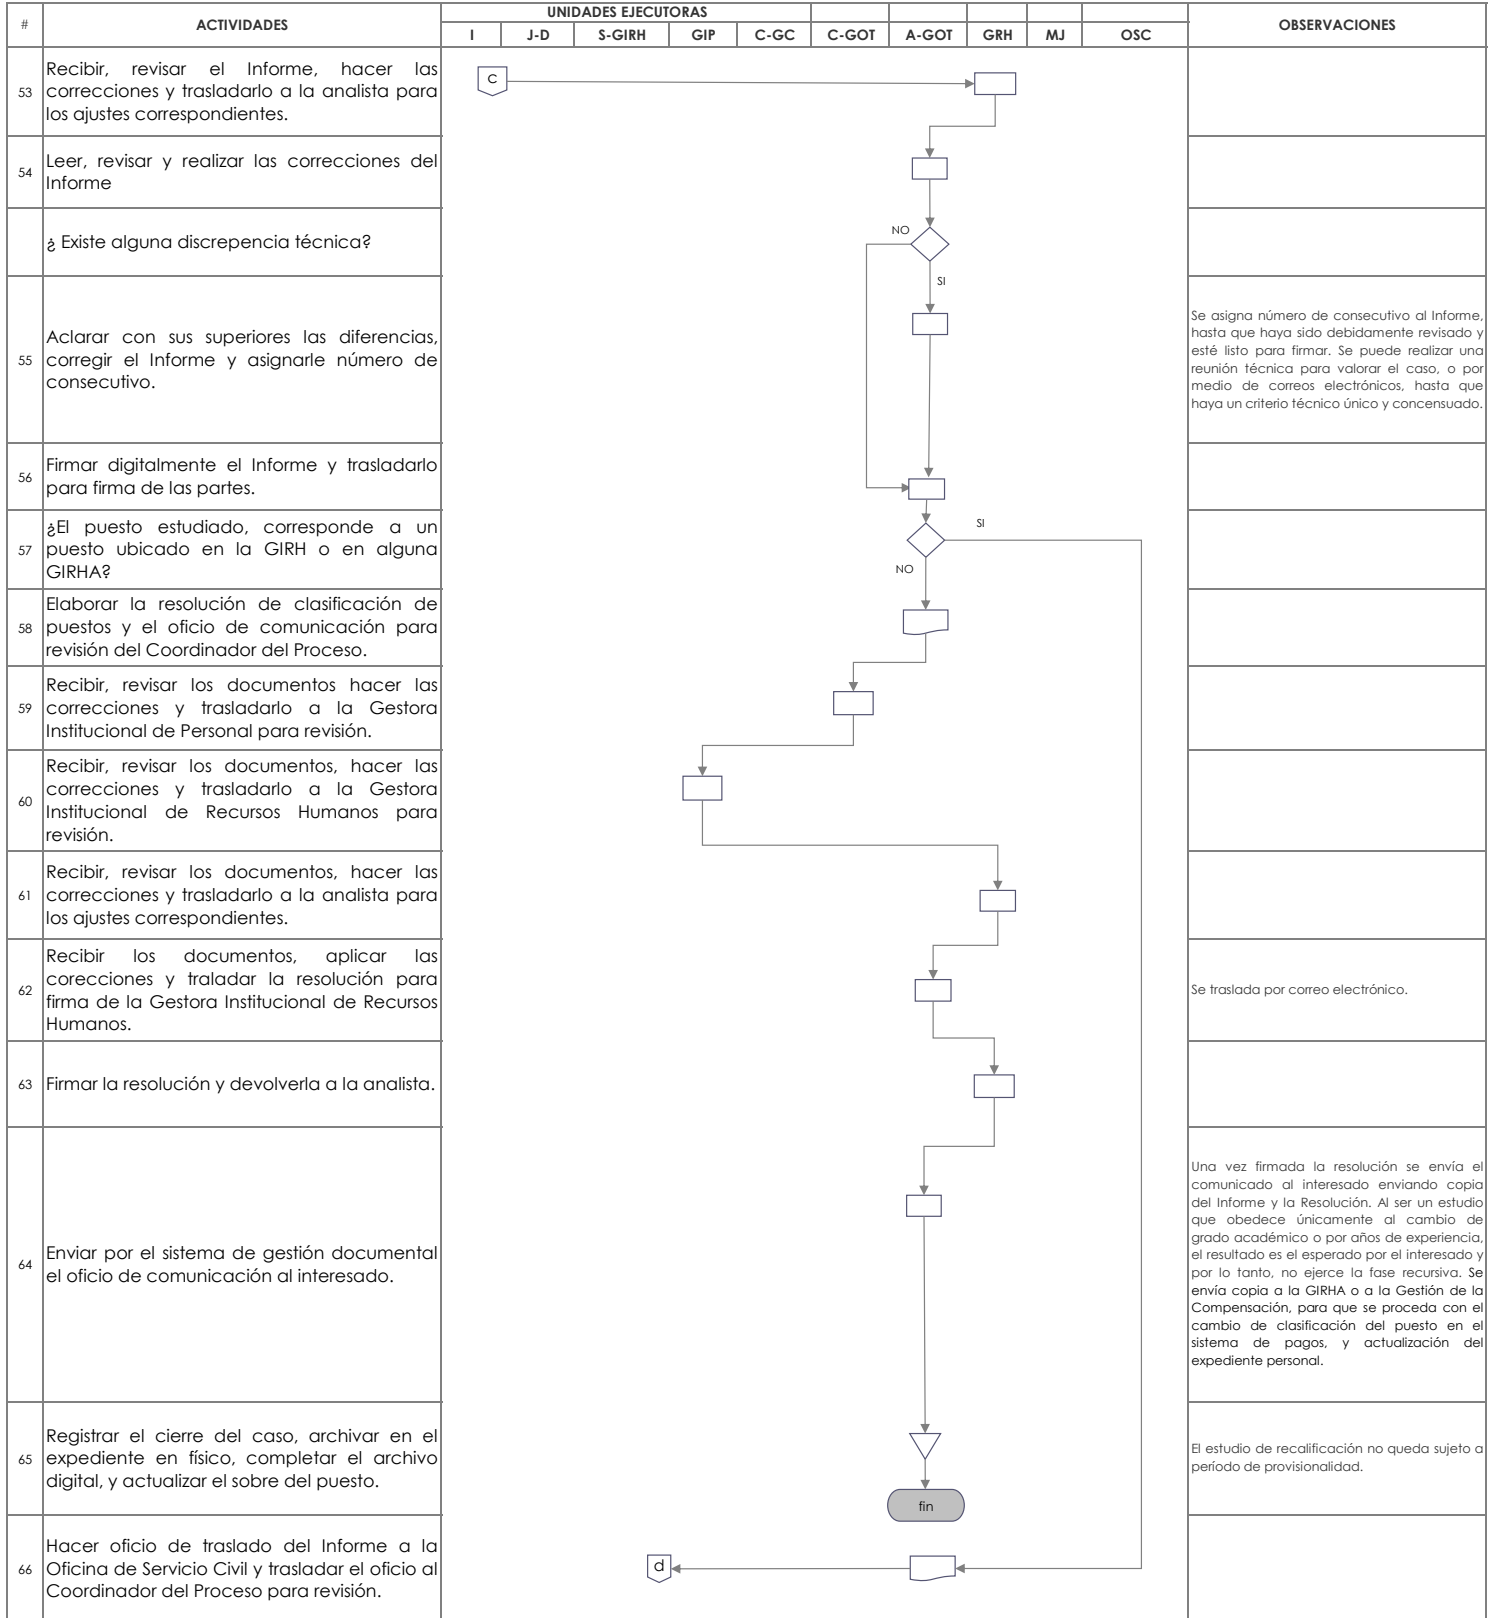 # ACTIVIDADES UNIDADES EJECUTORAS OBSERVACIONES
I J-D S-GIRH GIP C-GC C-GOT A-GOT GRH MJ OSC
53
Recibir, revisar el Informe, hacer las
correcciones y trasladarlo a la analista para
los ajustes correspondientes.
c
54
Leer, revisar y realizar las correcciones del
Informe
¿ Existe alguna discrepencia técnica?
NO
SI
55
Aclarar con sus superiores las diferencias,
corregir el Informe y asignarle número de
consecutivo.
Se asigna número de consecutivo al Informe,
hasta que haya sido debidamente revisado y
esté listo para firmar. Se puede realizar una
reunión técnica para valorar el caso, o por
medio de correos electrónicos, hasta que
haya un criterio técnico único y concensuado.
56
Firmar digitalmente el Informe y trasladarlo
para firma de las partes.
57
¿El puesto estudiado, corresponde a un
puesto ubicado en la GIRH o en alguna
GIRHA?
SI
NO
58
Elaborar la resolución de clasificación de
puestos y el oficio de comunicación para
revisión del Coordinador del Proceso.
59
Recibir, revisar los documentos hacer las
correcciones y trasladarlo a la Gestora
Institucional de Personal para revisión.
60
Recibir, revisar los documentos, hacer las
correcciones y trasladarlo a la Gestora
Institucional de Recursos Humanos para
revisión.
61
Recibir, revisar los documentos, hacer las
correcciones y trasladarlo a la analista para
los ajustes correspondientes.
62
Recibir los documentos, aplicar las
corecciones y traladar la resolución para
firma de la Gestora Institucional de Recursos
Humanos.
Se traslada por correo electrónico.
63
Firmar la resolución y devolverla a la analista.
64
Enviar por el sistema de gestión documental
el oficio de comunicación al interesado.
Una vez firmada la resolución se envía el
comunicado al interesado enviando copia
del Informe y la Resolución. Al ser un estudio
que obedece únicamente al cambio de
grado académico o por años de experiencia,
el resultado es el esperado por el interesado y
por lo tanto, no ejerce la fase recursiva. Se
envía copia a la GIRHA o a la Gestión de la
Compensación, para que se proceda con el
cambio de clasificación del puesto en el
sistema de pagos, y actualización del
expediente personal.
65
Registrar el cierre del caso, archivar en el
expediente en físico, completar el archivo
digital, y actualizar el sobre del puesto.
El estudio de recalificación no queda sujeto a
período de provisionalidad.
fin
66
Hacer oficio de traslado del Informe a la
Oficina de Servicio Civil y trasladar el oficio al
Coordinador del Proceso para revisión.
d